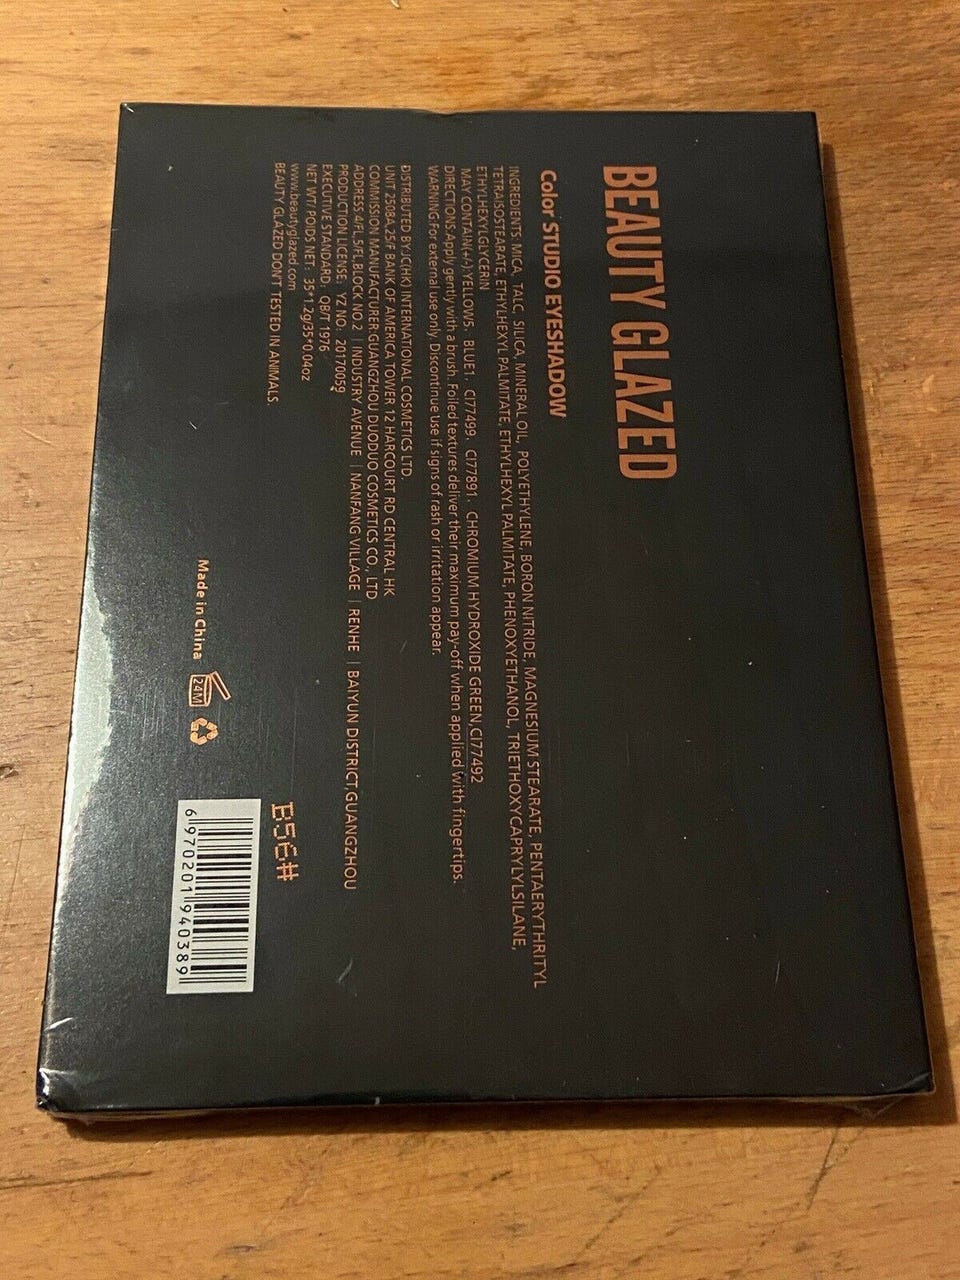 BEAUTY GLAZED
Color STUDIO EYESHADOW
INGREDIENTS: MICA, TALC, SILICA, MINERAL OIL, POLYETHYLENE, BORON NITRIDE, MAGNESIUM STEARATE, PENTAERYTHRITYL
TETRAISOSTEARATE, ETHYLHEXYL PALMITATE, ETHYLHEXYL PALMITATE, PHENOXYETHANOL, TRIETHOXYCAPRYLYLSILANE,
ETHYLHEXYLGLYCERIN
MAY CONTAIN(+/-) YELLOW5. BLUE1. CI77499. CI77891. CHROMIUM HYDROXIDE GREEN,CI77492
DIRECTIONS:Apply gently with a brush. Foiled textures deliver their maximum pay-off when applied with fingertips.
WARNING:For external use only. Discontinue use if signs of rash or irritation appear.
DISTRIBUTED BY:JC(HK) INTERNATIONAL COSMETICS LTD.
UNIT 2508A,25F BANK OF AMERICA TOWER 12 HARCOURT RD CENTRAL HK
COMMISSION MANUFACTURER:GUANGZHOU DUODUO COSMETICS CO., LTD
ADDRESS:4/FL,5/FL,BLOCK NO.2 | INDUSTRY AVENUE | NANFANG VILLAGE | RENHE | BAIYUN DISTRICT,GUANGZHOU
PRODUCTION LICENSE: YZ NO: 20170059
EXECUTIVE STANDARD: QB/T 1976
NET WT/ POIDS NET: 35*1.2g/35*0.04oz
www.beautyglazed.com
BEAUTY GLAZED DON'T TESTED IN ANIMALS.
B5E#
Made in China 24M
6970201940389